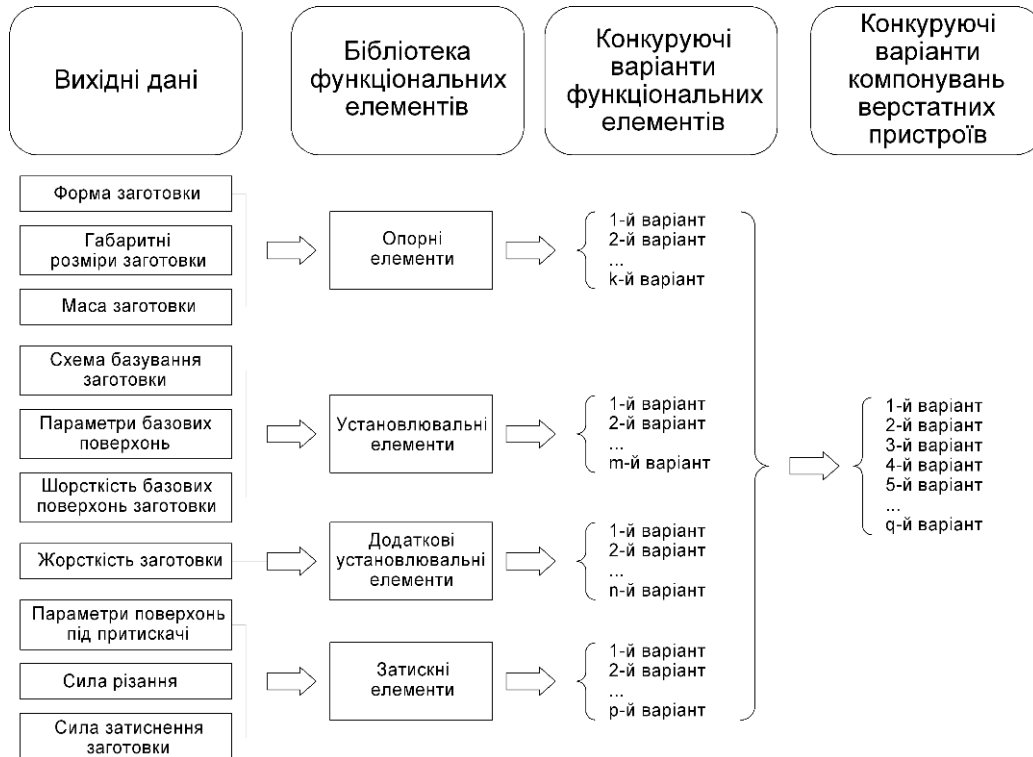 Вихідні дані
Бібліотека
функціональних
елементів
Конкуруючі
варіанти
функціональних
елементів
Конкуруючі
варіанти
компонувань
верстатних
пристроїв
Форма заготовки
Габаритні
розміри заготовки
Маса заготовки
Опорні
елементи
1-й варіант
2-й варіант
...
k-й варіант
Схема базування
заготовки
Параметри базових
поверхонь
Шорсткість базових
поверхонь заготовки
Установлювальні
елементи
1-й варіант
2-й варіант
...
m-й варіант
Жорсткість заготовки
Додаткові
установлювальні
елементи
1-й варіант
2-й варіант
...
n-й варіант
Параметри поверхонь
під притискачі
Сила різання
Сила затиснення
заготовки
Затискні
елементи
1-й варіант
2-й варіант
...
p-й варіант
1-й варіант
2-й варіант
3-й варіант
4-й варіант
5-й варіант
...
q-й варіант